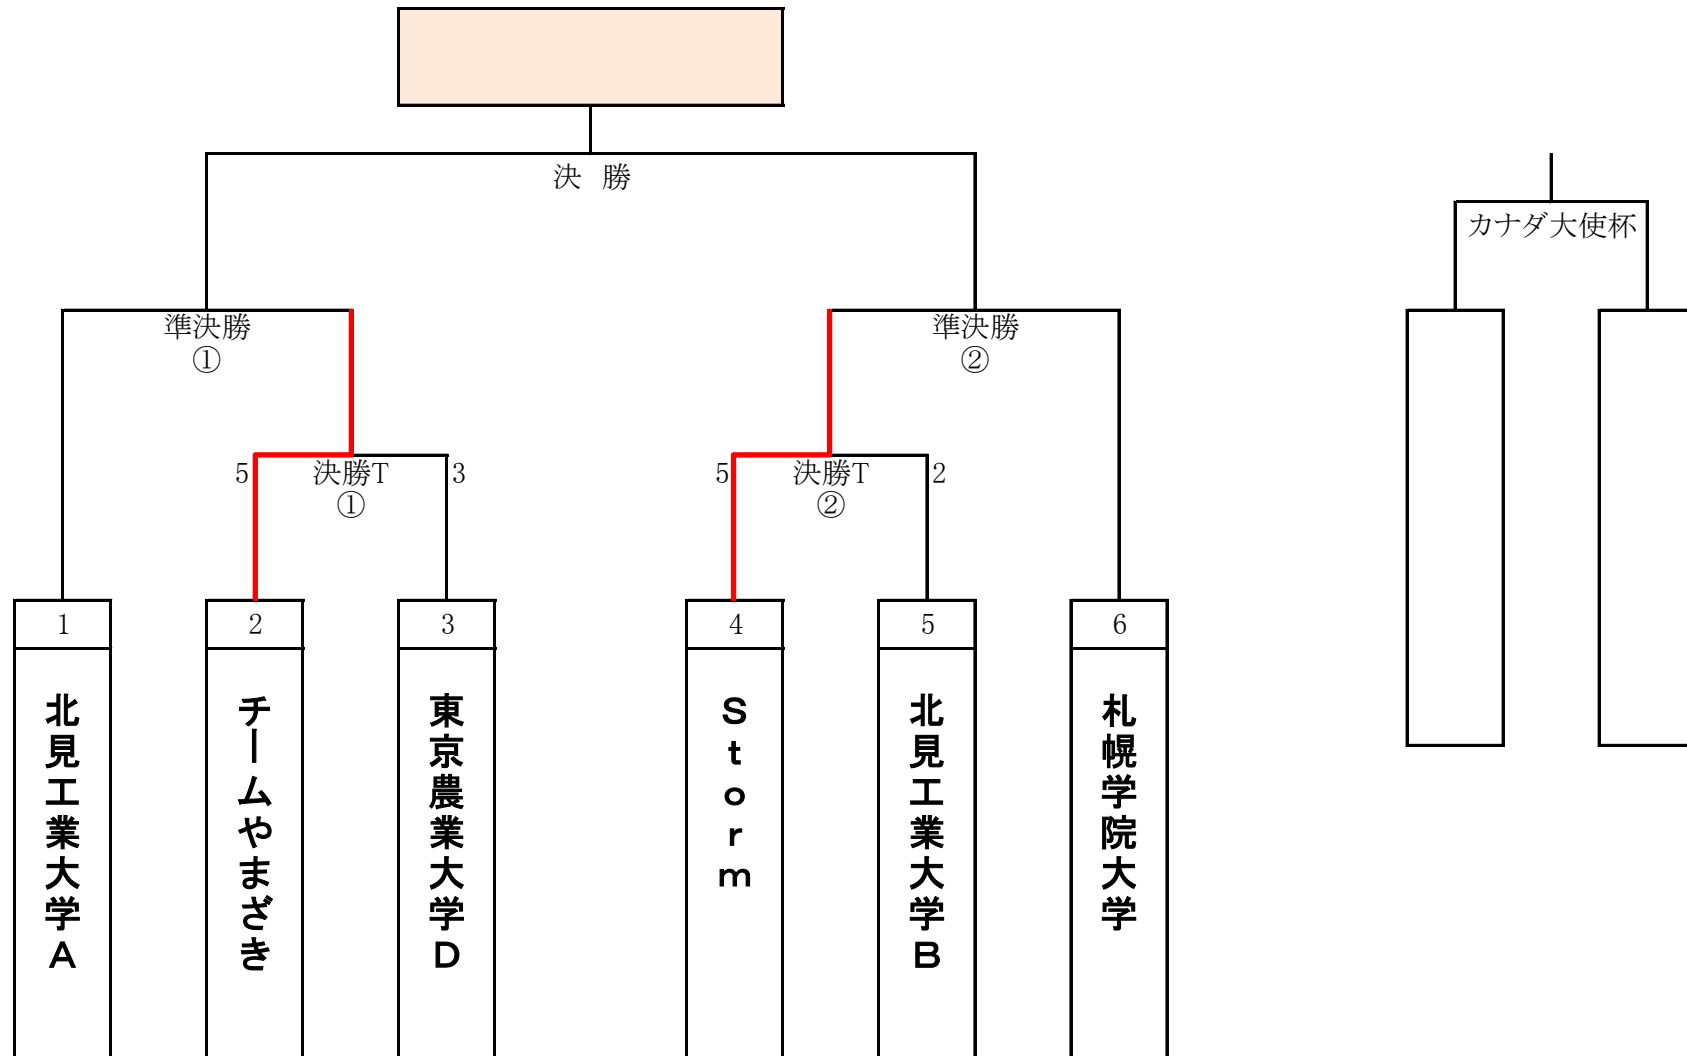 決 勝
カナダ大使杯
準決勝
①
準決勝
②
5
決勝T
①
3
5
決勝T
②
2
1
2
3
4
5
6
北見工業大学A
チームやまざき
東京農業大学D
Storm
北見工業大学B
札幌学院大学